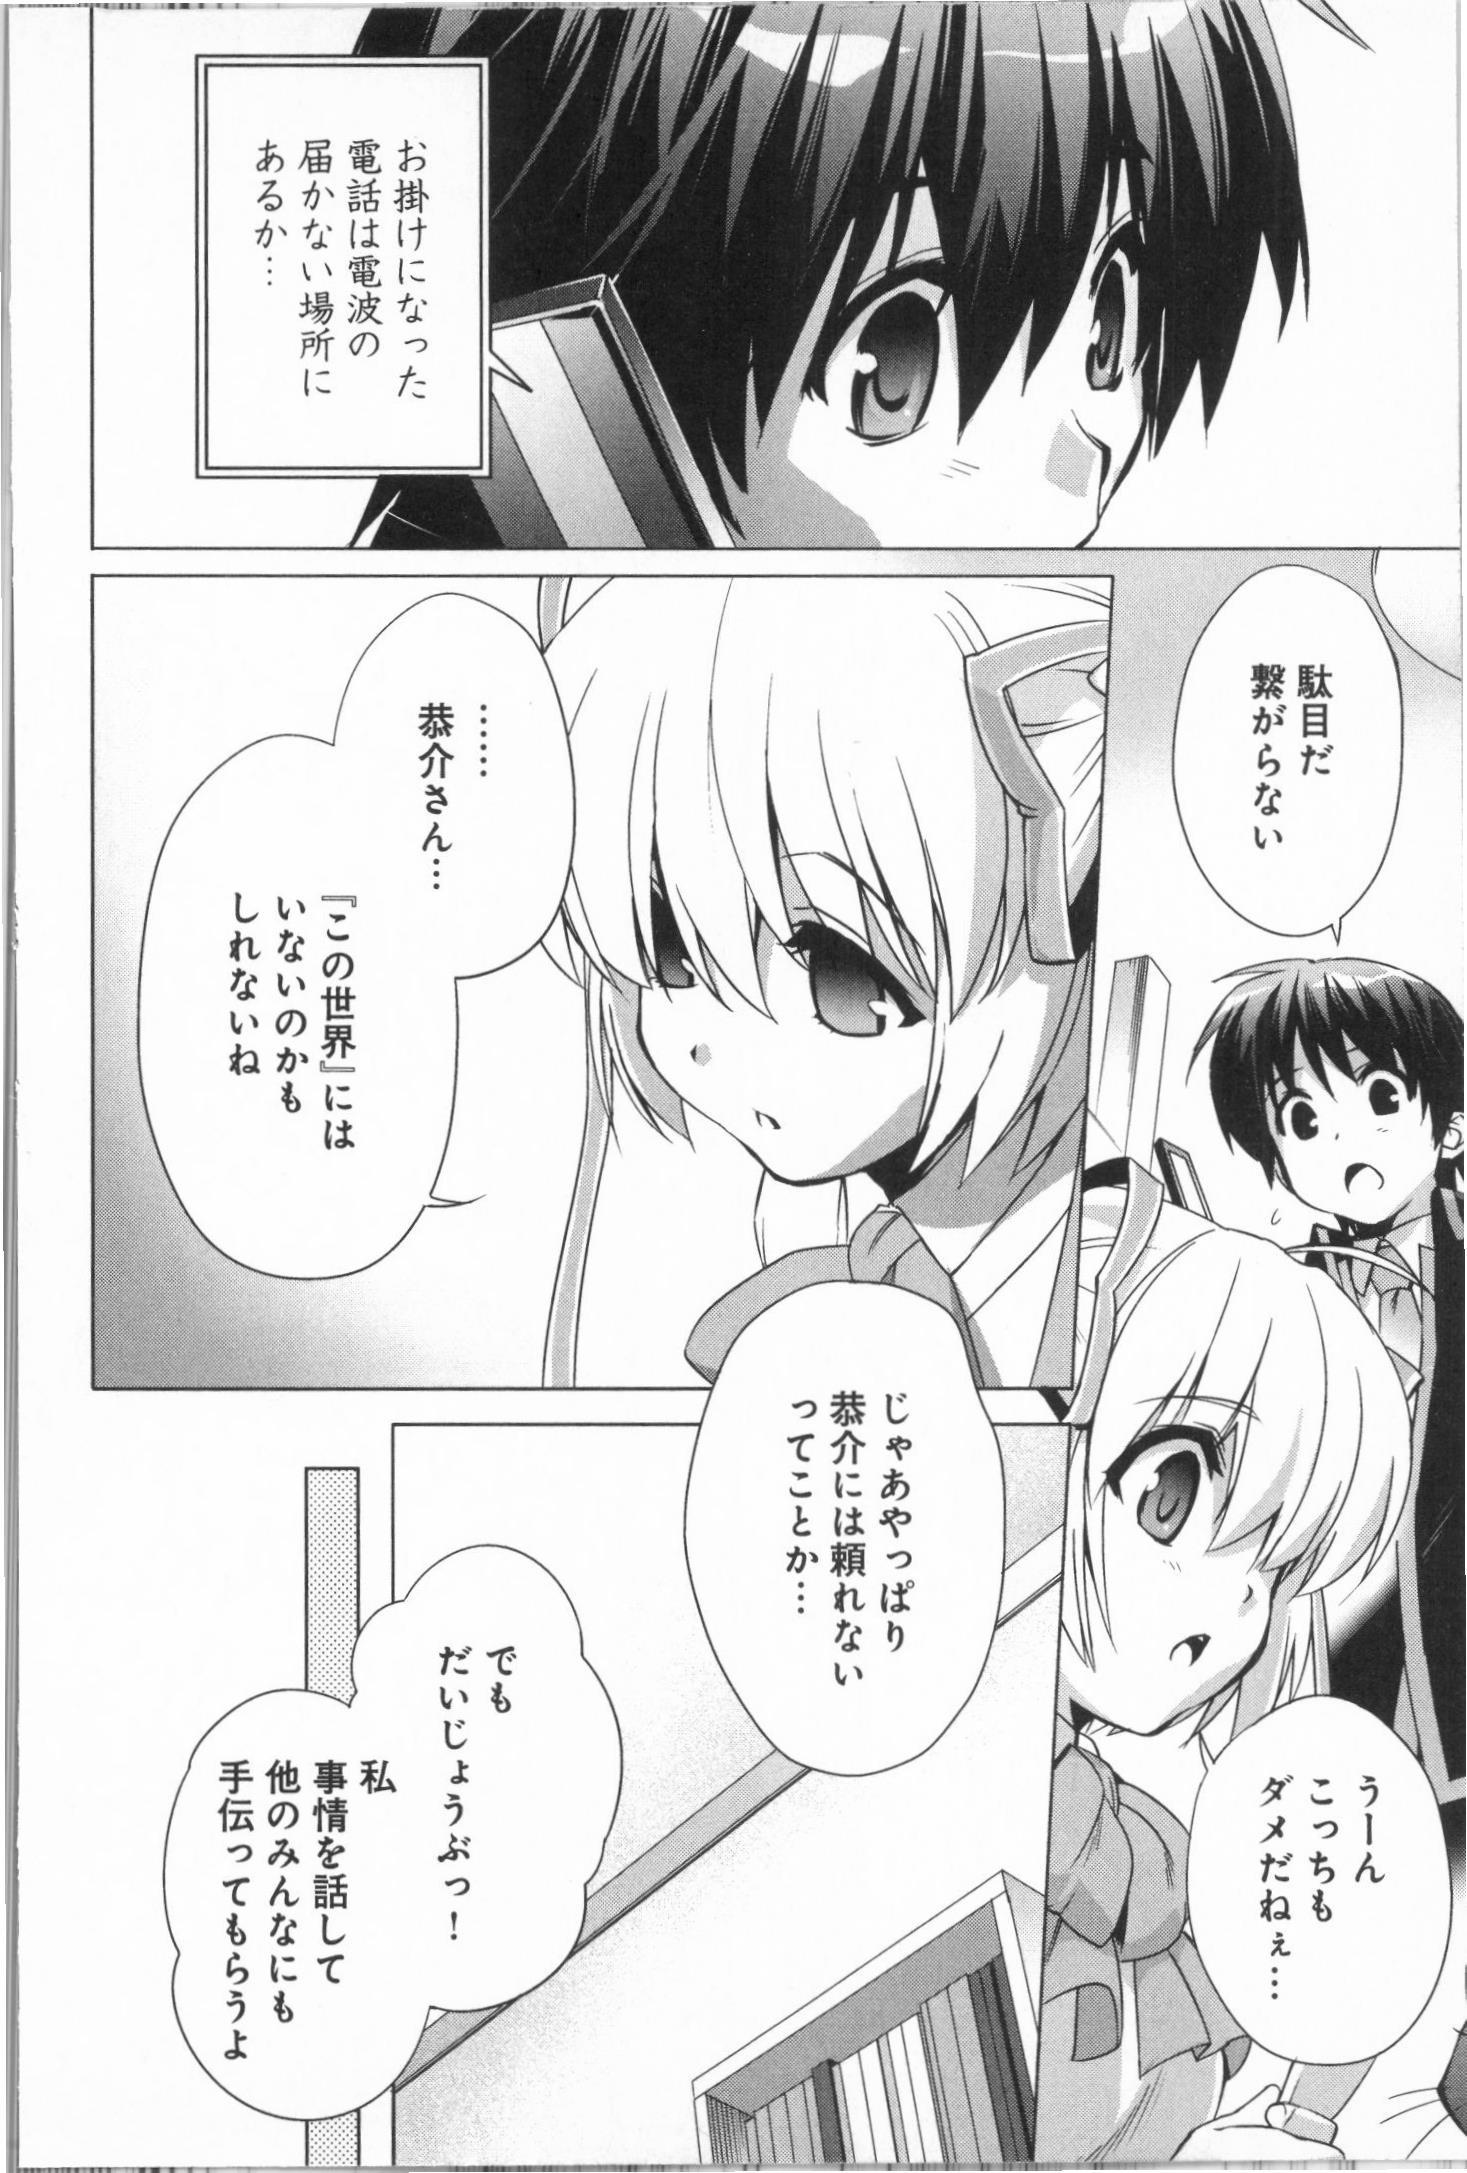 お掛けになった
電話は電波の
届かない場所に
あるか…
駄目だ
繋がらない
うーん
こっちも
ダメだねぇ…
……
恭介さん…
『この世界』には
いないのかも
しれないね
じゃあやっぱり
恭介には頼れない
ってことか…
でも
だいじょうぶっ！
私
事情を話して
他のみんなにも
手伝ってもらうよ